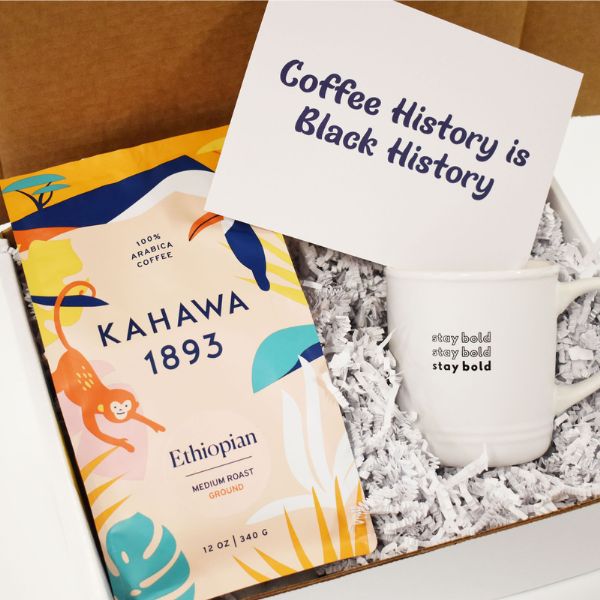 Coffee History is
Black History
100%
ARABICA
COFFEE
KAHAWA
1893
Ethiopian
MEDIUM ROAST
GROUND
12 OZ | 340 G
stay bold
stay bold
stay bold